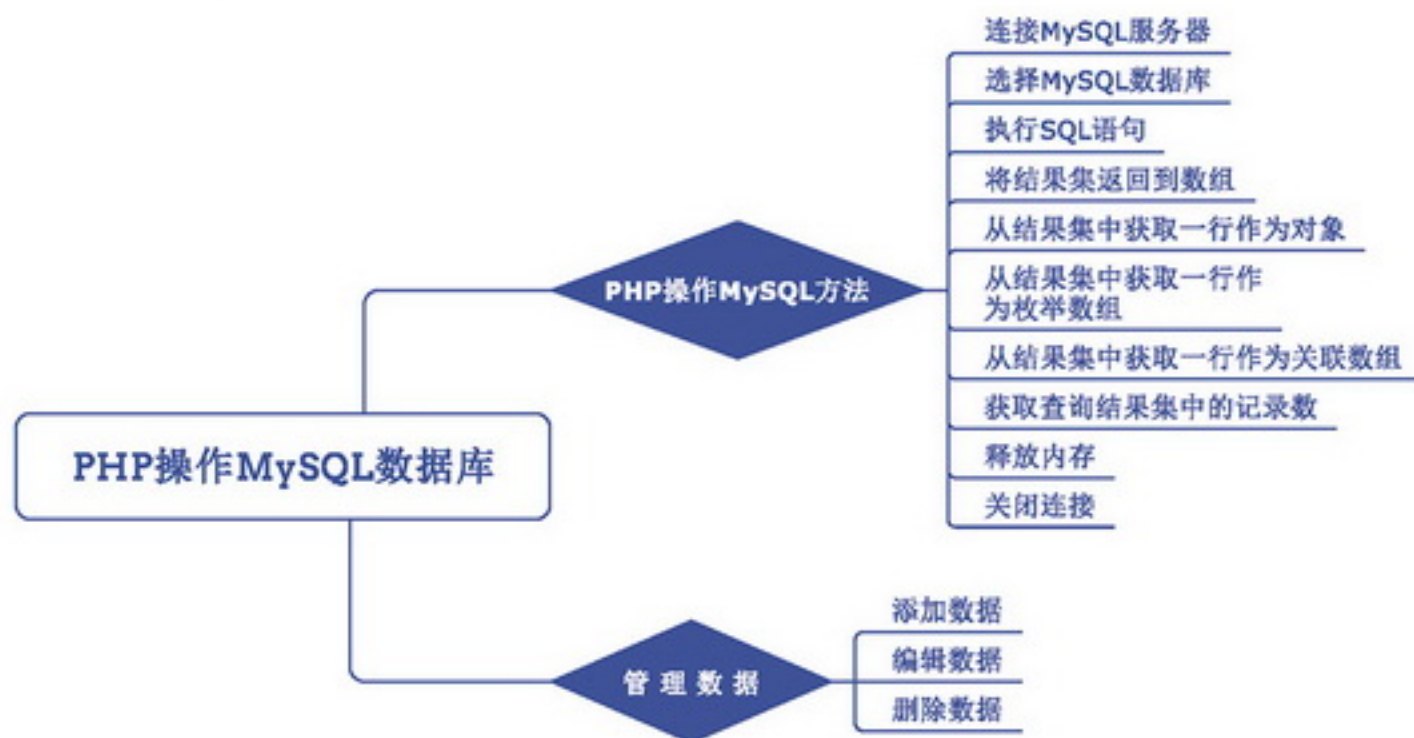 PHP操作MySQL数据库
PHP操作MySQL方法
连接MySQL服务器
选择MySQL数据库
执行SQL语句
将结果集返回到数组
从结果集中获取一行作为对象
从结果集中获取一行作
为枚举数组
从结果集中获取一行作为关联数组
获取查询结果集中的记录数
释放内存
关闭连接
管理数据
添加数据
编辑数据
删除数据